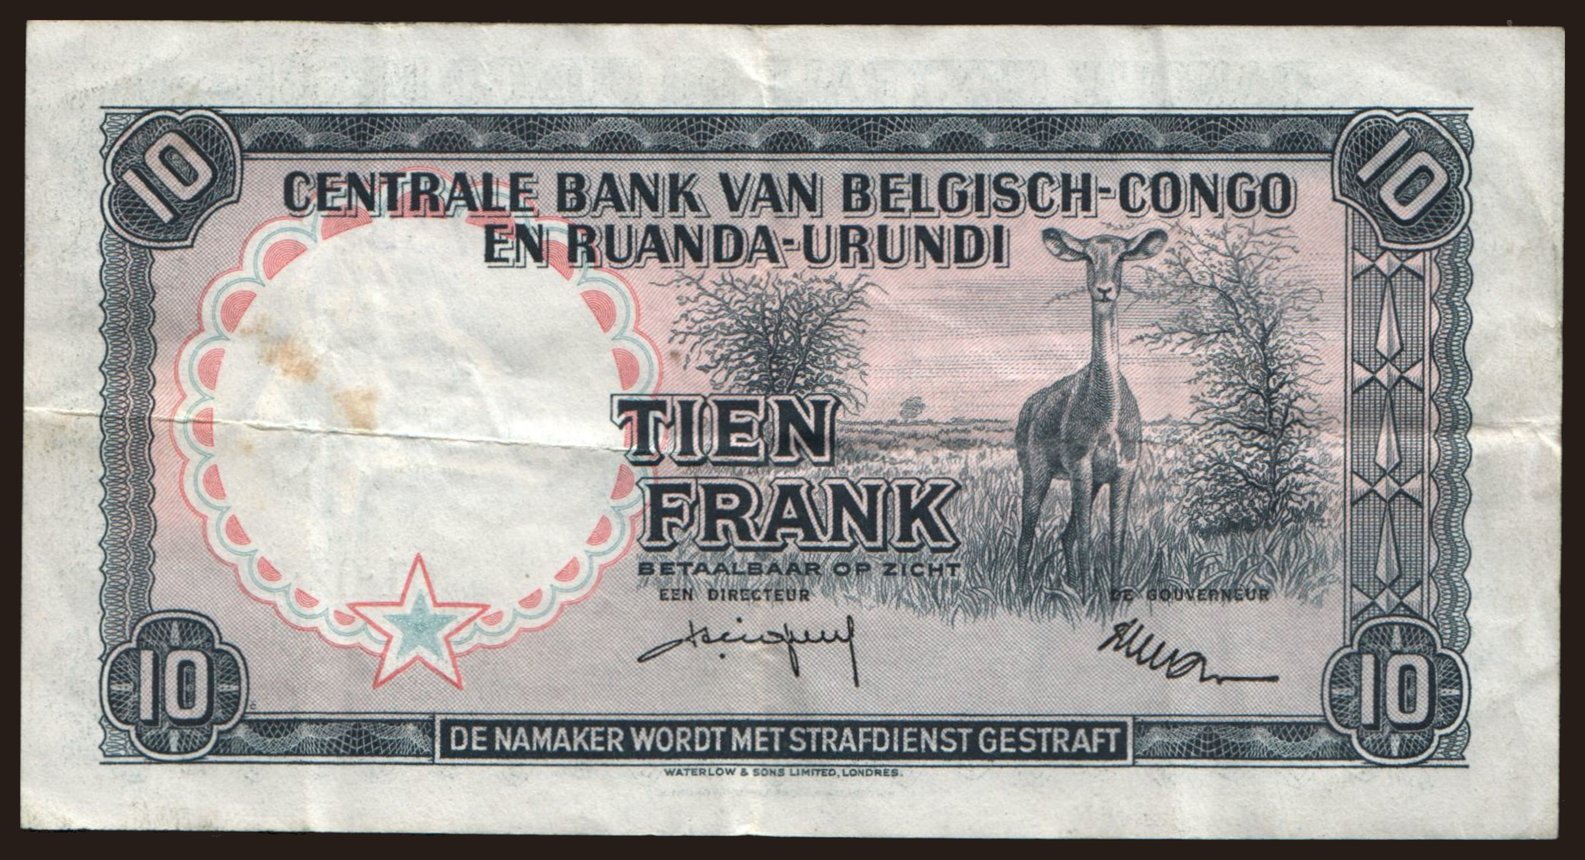 10
10
CENTRALE BANK VAN BELGISCH-CONGO
EN RUANDA-URUNDI
TIEN
FRANK
BETAALBAAR OP ZICHT
EEN DIRECTEUR
DE GOUVERNEUR
10
10
DE NAMAKER WORDT MET STRAFDIENST GESTRAFT
WATERLOW & SONS LIMITED, LONDRES.